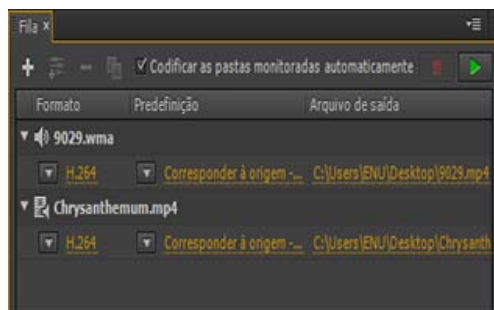 Fila ×
Codificar as pastas monitoradas automaticamente
Formato Predefinição Arquivo de saída
9029.wma
H.264 Corresponder à origem -... C:\Users\ENU\Desktop\9029.mp4
Chrysanthemum.mp4
H.264 Corresponder à origem -... C:\Users\ENU\Desktop\Chrysanth